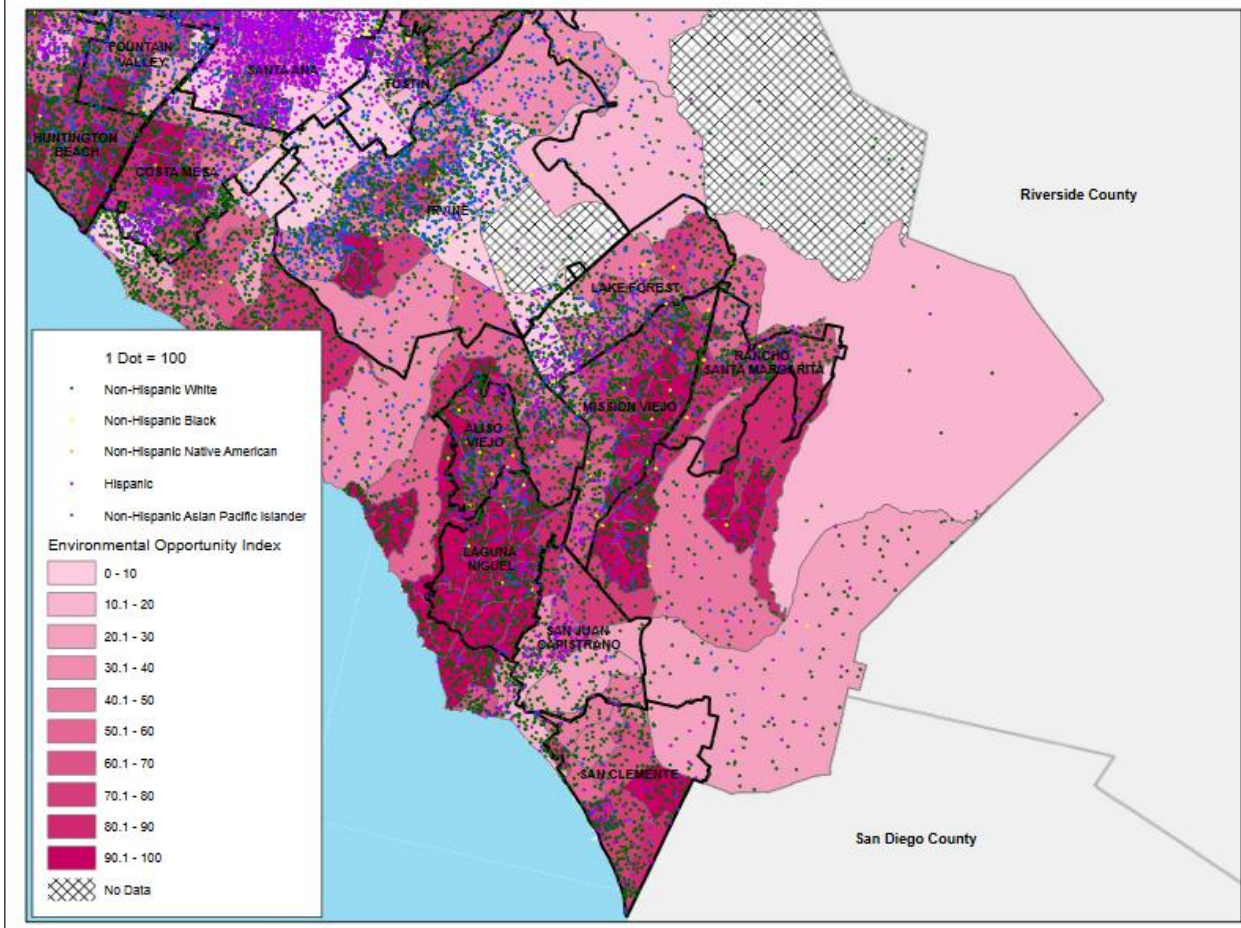 FOUNTAIN
VALLEY
SANTA ANA
TUSTIN
HUNTINGTON
BEACH
COSTA MESA
IRVINE
Riverside County
LAKE FOREST
RANCHO
SANTA MARGARITA
MISSION VIEJO
ALISO
VIEJO
LAGUNA
NIGUEL
SAN JUAN
CAPISTRANO
SAN CLEMENTE
San Diego County
1 Dot = 100
Non-Hispanic White
Non-Hispanic Black
Non-Hispanic Native American
Hispanic
Non-Hispanic Asian Pacific Islander
Environmental Opportunity Index
0 - 10
10.1 - 20
20.1 - 30
30.1 - 40
40.1 - 50
50.1 - 60
60.1 - 70
70.1 - 80
80.1 - 90
90.1 - 100
No Data